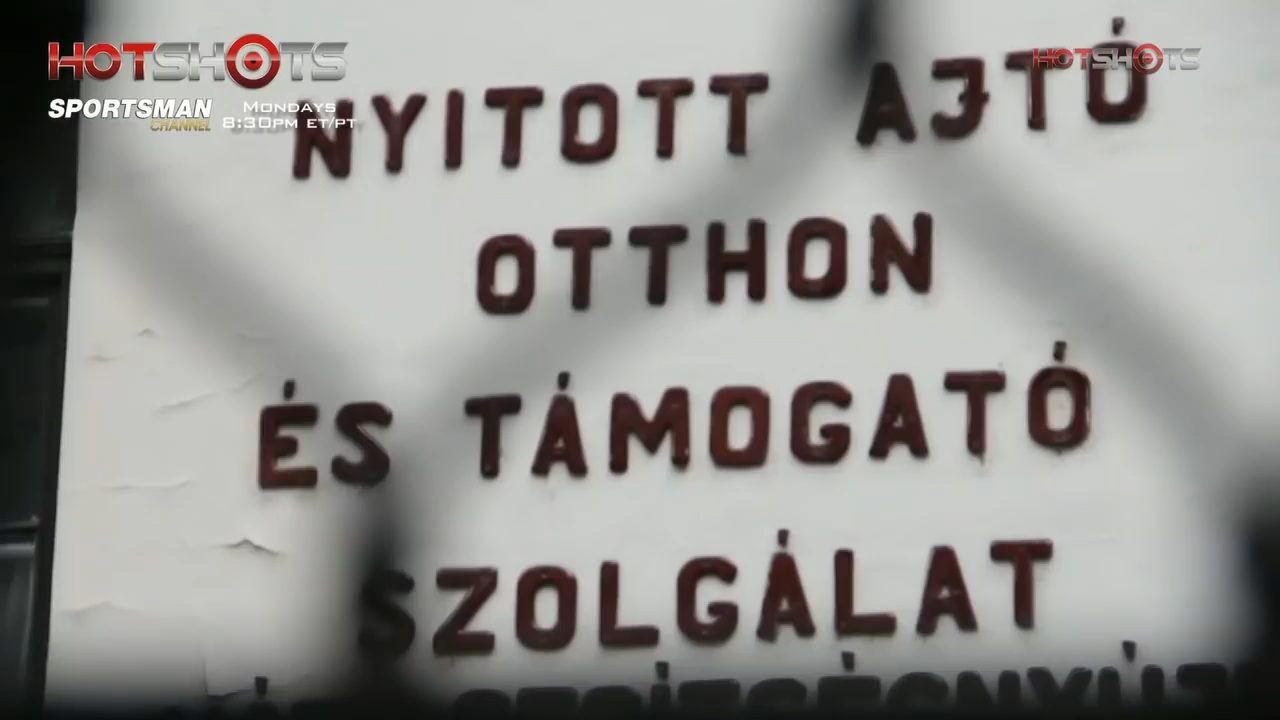 HOTSHOTS
SPORTSMAN
CHANNEL
MONDAYS
8:30PM ET/PT
HOTSHOTS
NYITOTT AJTÓ
OTTHON
ÉS TÁMOGATÓ
SZOLGÁLAT